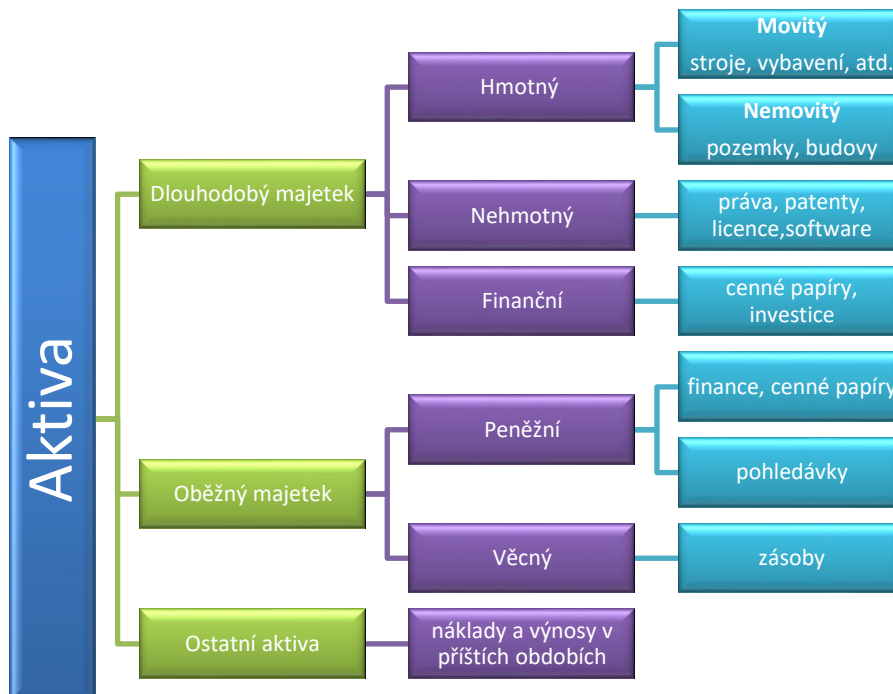 Aktiva
Dlouhodobý majetek
Hmotný
Movitý
stroje, vybavení, atd.
Nemovitý
pozemky, budovy
Nehmotný
práva, patenty,
licence,software
Finanční
cenné papíry,
investice
Oběžný majetek
Peněžní
finance, cenné papíry
pohledávky
Věcný
zásoby
Ostatní aktiva
náklady a výnosy v
příštích obdobích